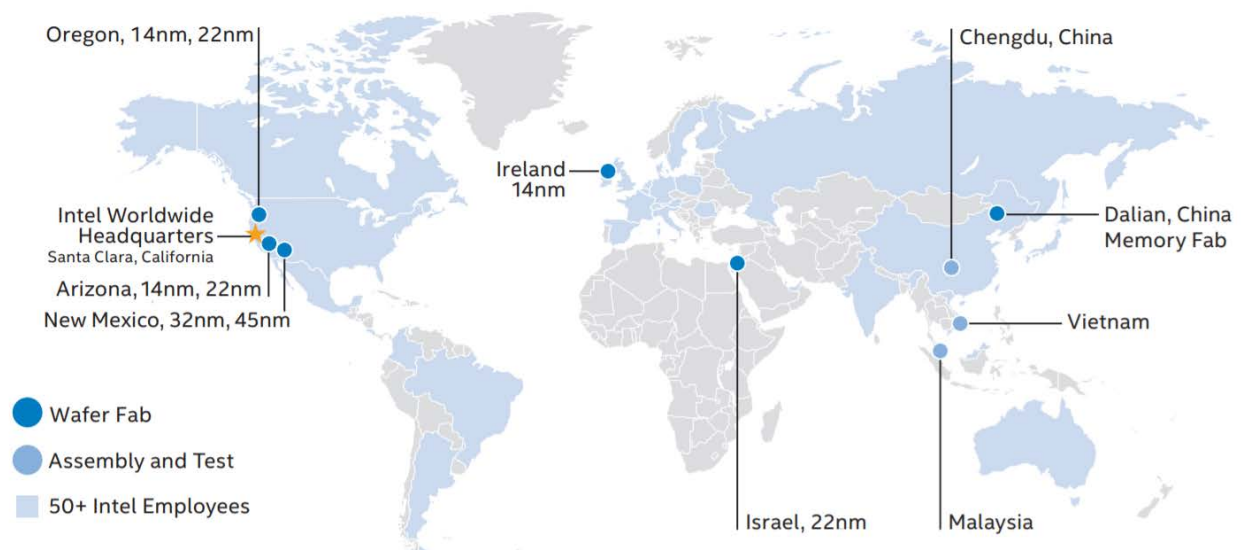 Oregon, 14nm, 22nm
Chengdu, China
Ireland
14nm
Intel Worldwide
Headquarters
Santa Clara, California
Dalian, China
Memory Fab
Arizona, 14nm, 22nm
New Mexico, 32nm, 45nm
Vietnam
Wafer Fab
Assembly and Test
50+ Intel Employees
Israel, 22nm
Malaysia